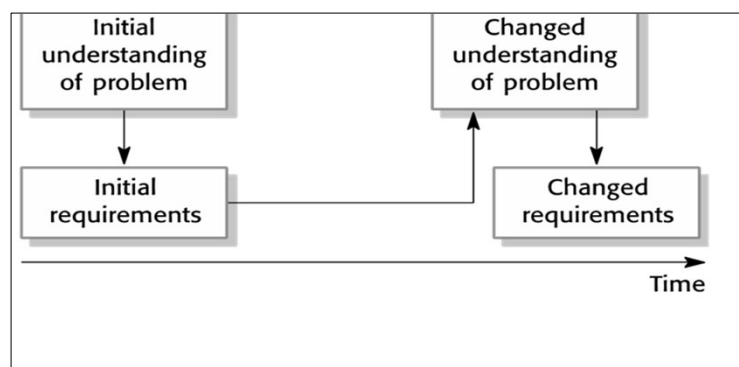 Initial
understanding
of problem
Changed
understanding
of problem
Initial
requirements
Changed
requirements
Time